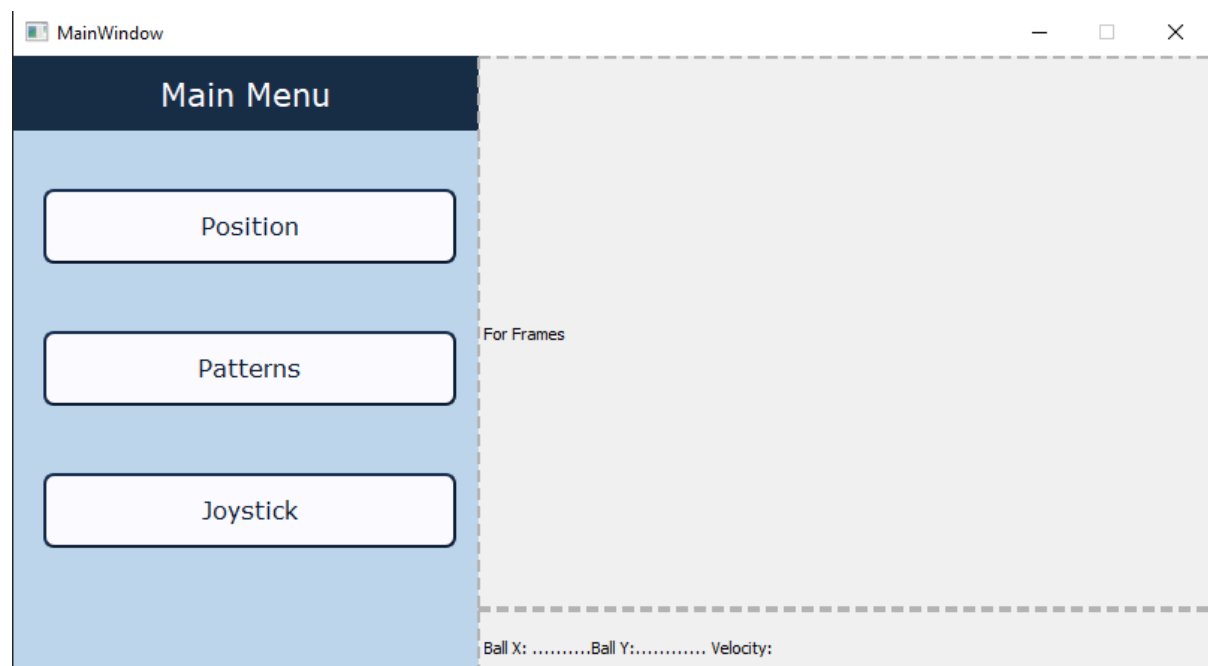 MainWindow
Main Menu
Position
Patterns
Joystick
For Frames
Ball X: ..........Ball Y:............ Velocity: